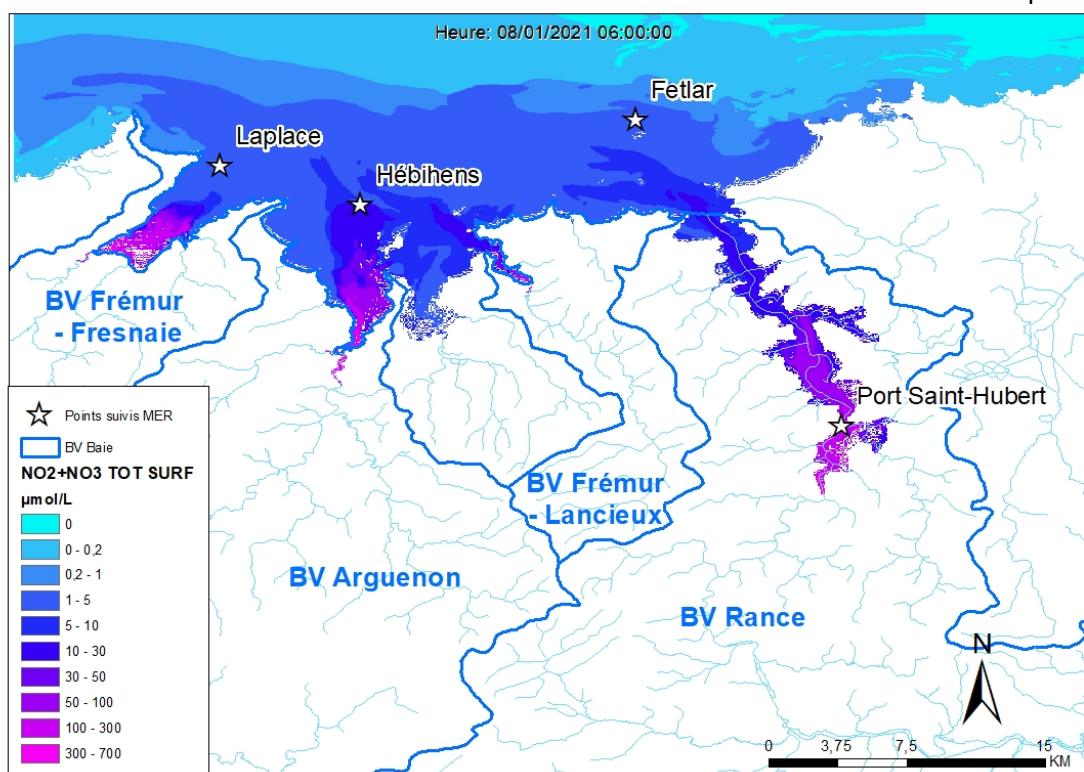 Heure: 08/01/2021 06:00:00
Fetlar
Laplace
Hébihens
BV Frémur
- Fresnaie
Port Saint-Hubert
BV Frémur
- Lancieux
BV Arguenon
BV Rance
Points suivis MER
BV Baie
NO2+NO3 TOT SURF
µmol/L
0
0 - 0,2
0,2 - 1
1 - 5
5 - 10
10 - 30
30 - 50
50 - 100
100 - 300
300 - 700
N
0 3,75 7,5 15
KM